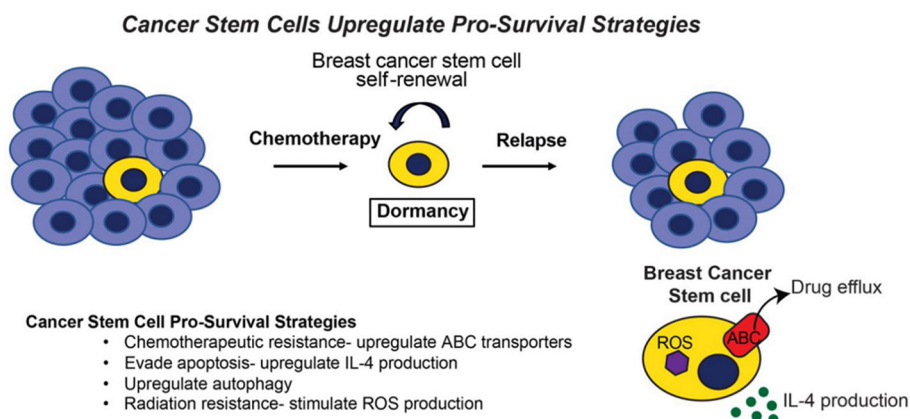 Cancer Stem Cells Upregulate Pro-Survival Strategies
Breast cancer stem cell
self-renewal
Chemotherapy
Relapse
Dormancy
Breast Cancer
Stem cell
Drug efflux
ABC
ROS
IL-4 production
Cancer Stem Cell Pro-Survival Strategies
• Chemotherapeutic resistance- upregulate ABC transporters
• Evade apoptosis- upregulate IL-4 production
• Upregulate autophagy
• Radiation resistance- stimulate ROS production